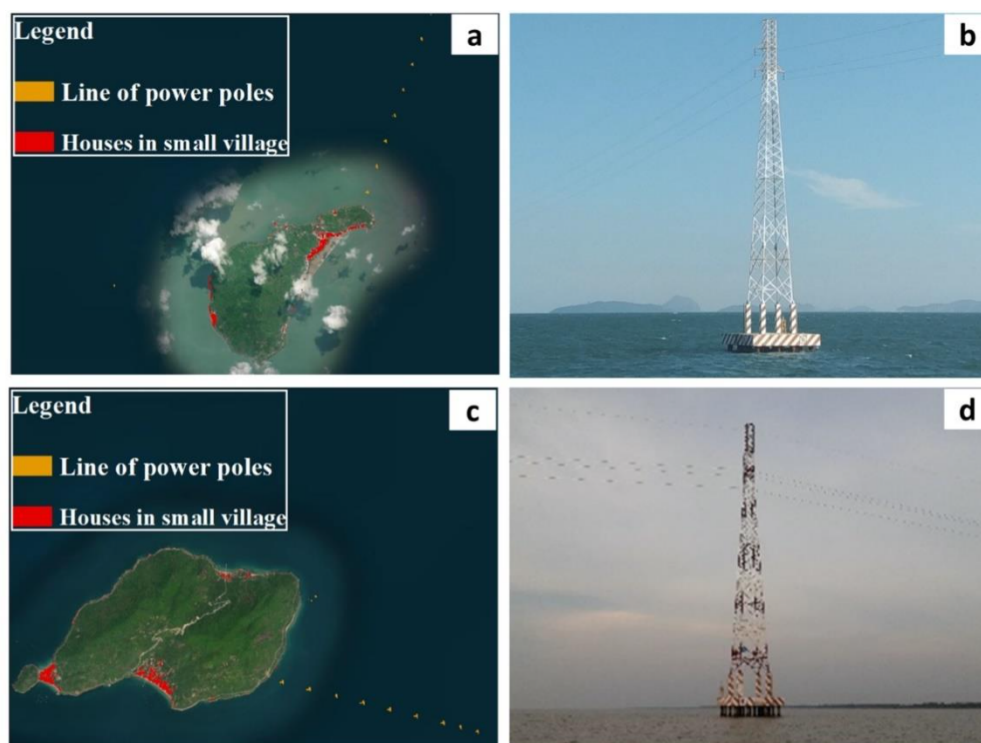 Legend
Line of power poles
Houses in small village
a
b
Legend
Line of power poles
Houses in small village
c
d